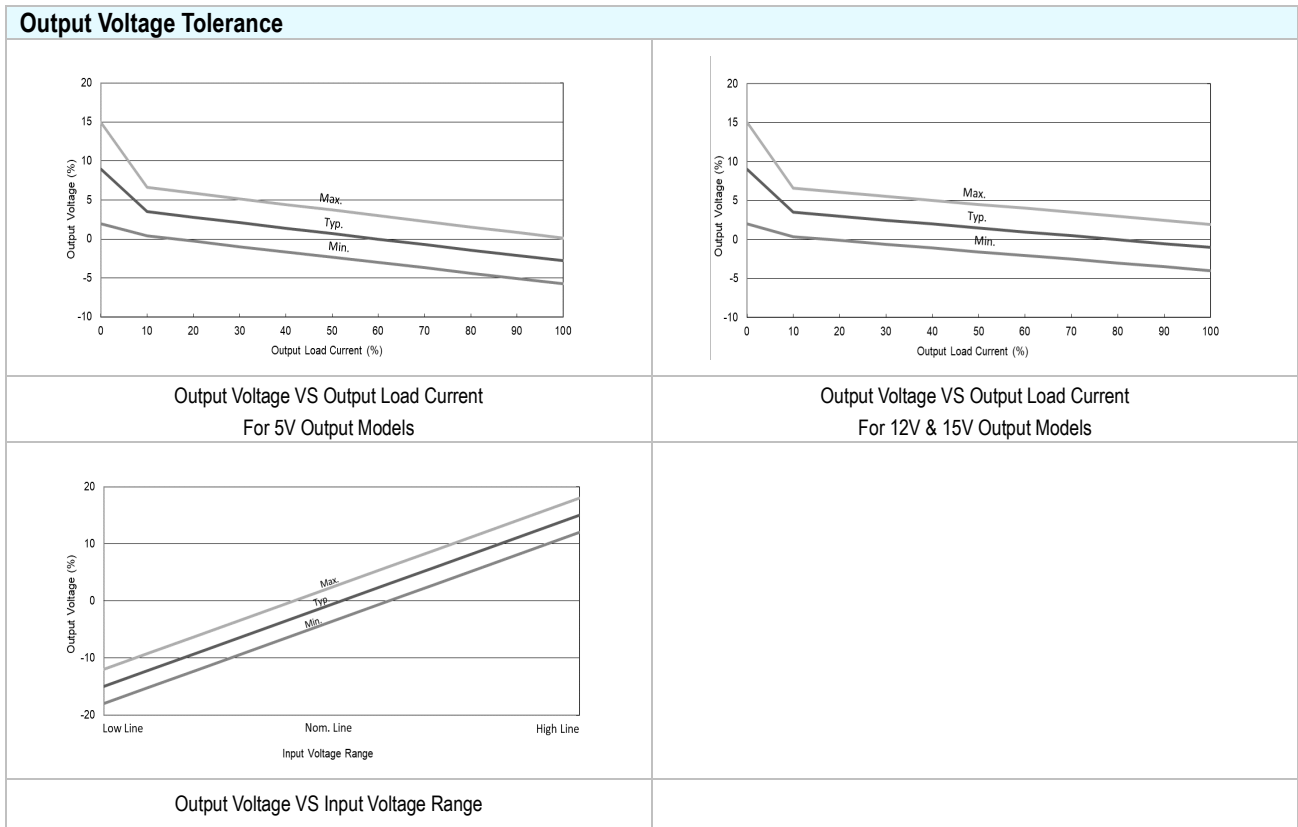 Output Voltage Tolerance
20
15
10
5
0
-5
-10
Output Voltage (%)
Max.
Typ.
Min.
0 10 20 30 40 50 60 70 80 90 100
Output Load Current (%)
Output Voltage VS Output Load Current
For 5V Output Models
20
15
10
5
0
-5
-10
Output Voltage (%)
Max.
Typ.
Min.
0 10 20 30 40 50 60 70 80 90 100
Output Load Current (%)
Output Voltage VS Output Load Current
For 12V & 15V Output Models
20
10
0
-10
-20
Output Voltage (%)
Max.
Typ.
Min.
Low Line Nom. Line High Line
Input Voltage Range
Output Voltage VS Input Voltage Range